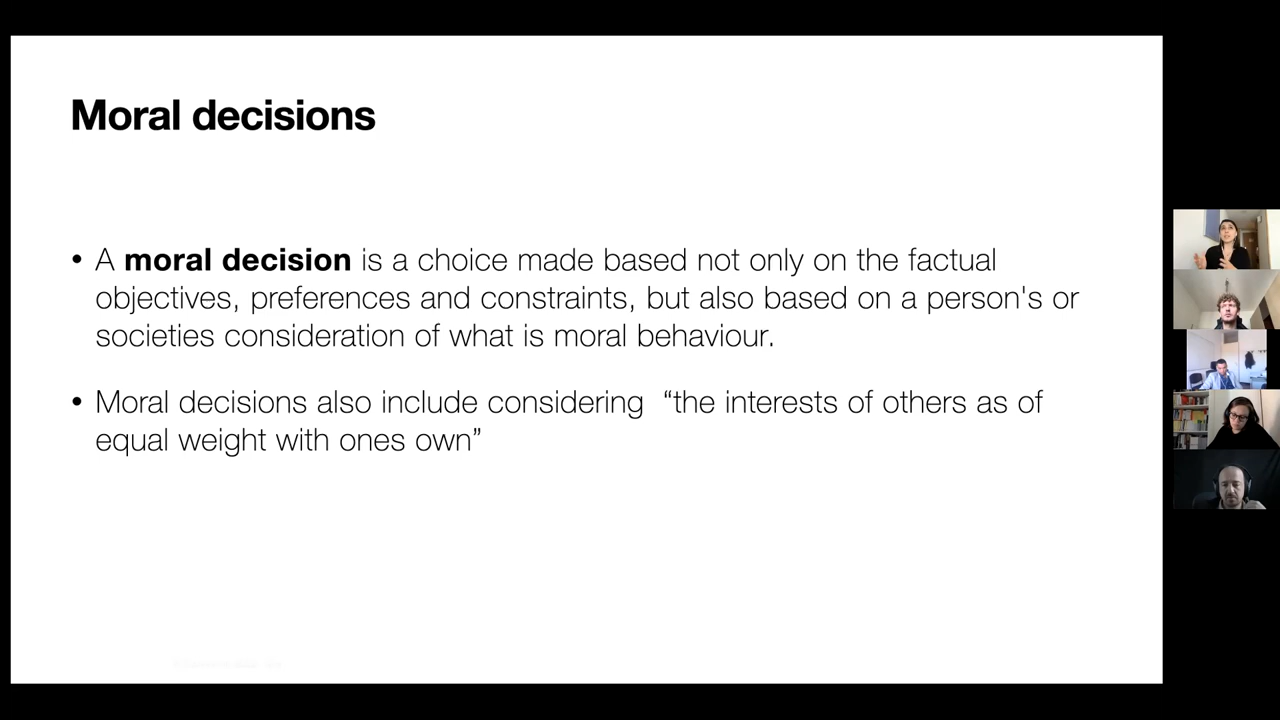 Moral decisions
• A moral decision is a choice made based not only on the factual
objectives, preferences and constraints, but also based on a person's or
societies consideration of what is moral behaviour.
• Moral decisions also include considering “the interests of others as of
equal weight with ones own”